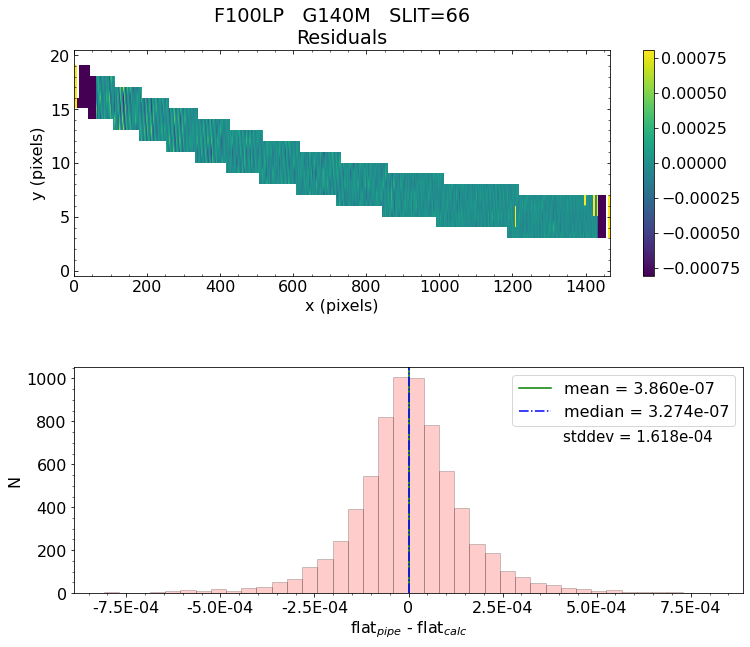 F100LP G140M SLIT=66
Residuals
20
15
10
5
0
y (pixels)
0 200 400 600 800 1000 1200 1400
x (pixels)
0.00075
0.00050
0.00025
0.00000
−0.00025
−0.00050
−0.00075
1000
800
600
400
200
0
N
mean = 3.860e-07
median = 3.274e-07
stddev = 1.618e-04
-7.5E-04 -5.0E-04 -2.5E-04 0 2.5E-04 5.0E-04 7.5E-04
flatpipe - flatcalc